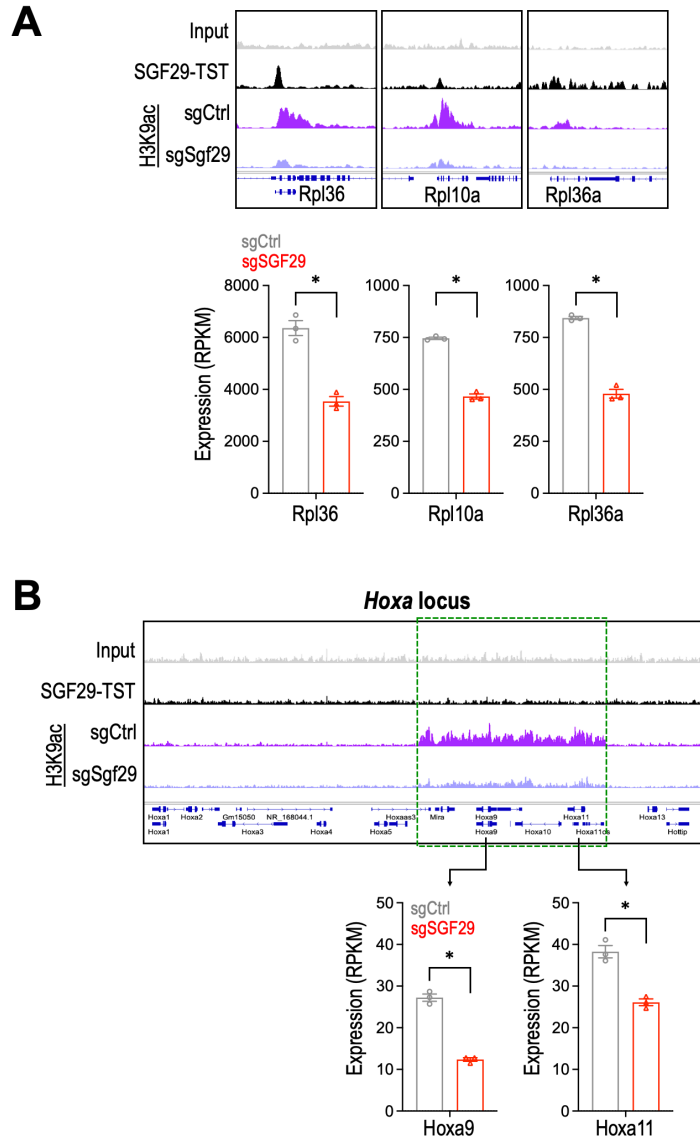 A
Input
SGF29-TST
H3K9ac
sgCtrl
sgSgf29
Rpl36
Rpl10a
Rpl36a
sgCtrl
sgSGF29
Expression (RPKM)
8000
6000
4000
2000
0
*
Rpl36
1000
750
500
250
0
*
Rpl10a
1000
750
500
250
0
*
Rpl36a
B
Hoxa locus
Input
SGF29-TST
H3K9ac
sgCtrl
sgSgf29
Hoxa1 Hoxa2 Gm15050 NR_168044.1 Hoxaas3 Mira Hoxa9 Hoxa11 Hoxa13
Hoxa1 Hoxa3 Hoxa4 Hoxa5 Hoxa9 Hoxa10 Hoxa11os Hottip
Expression (RPKM)
50
40
30
20
10
0
sgCtrl
sgSGF29
*
Hoxa9
Expression (RPKM)
50
40
30
20
10
0
*
Hoxa11